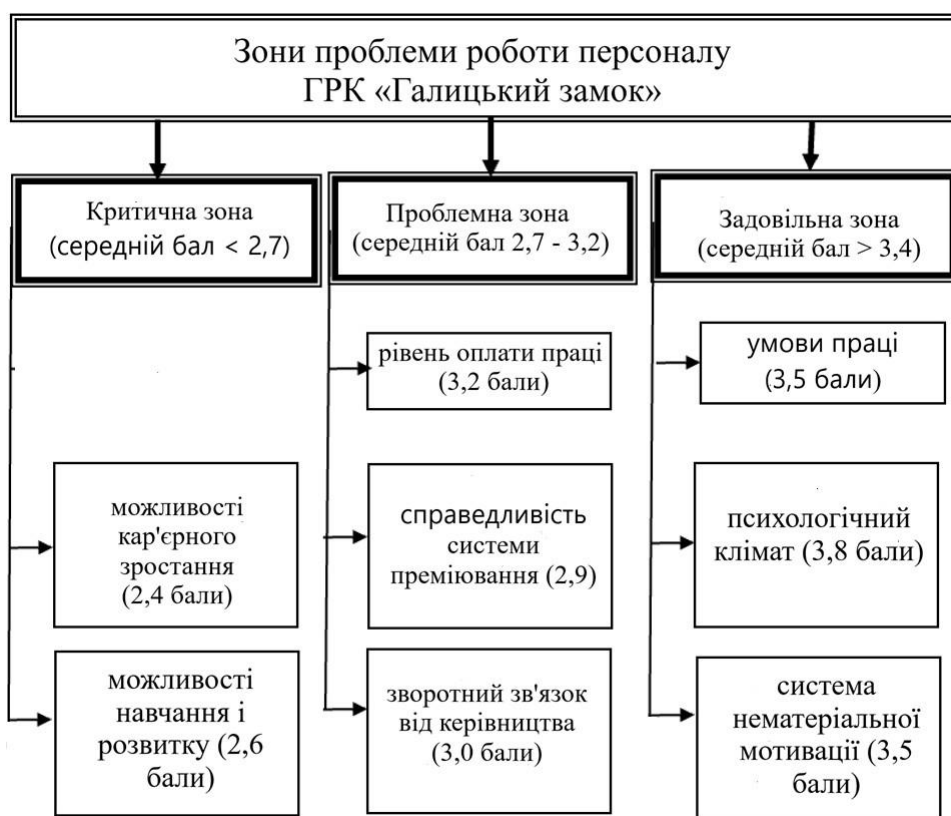 Зони проблеми роботи персоналу
ГРК «Галицький замок»
Критична зона
(середній бал < 2,7)
Проблемна зона
(середній бал 2,7 - 3,2)
Задовільна зона
(середній бал > 3,4)
рівень оплати праці
(3,2 бали)
умови праці
(3,5 бали)
можливості
кар'єрного
зростання
(2,4 бали)
справедливість
системи
преміювання (2,9)
психологічний
клімат (3,8 бали)
можливості
навчання і
розвитку (2,6
бали)
зворотний зв'язок
від керівництва
(3,0 бали)
система
нематеріальної
мотивації (3,5
бали)